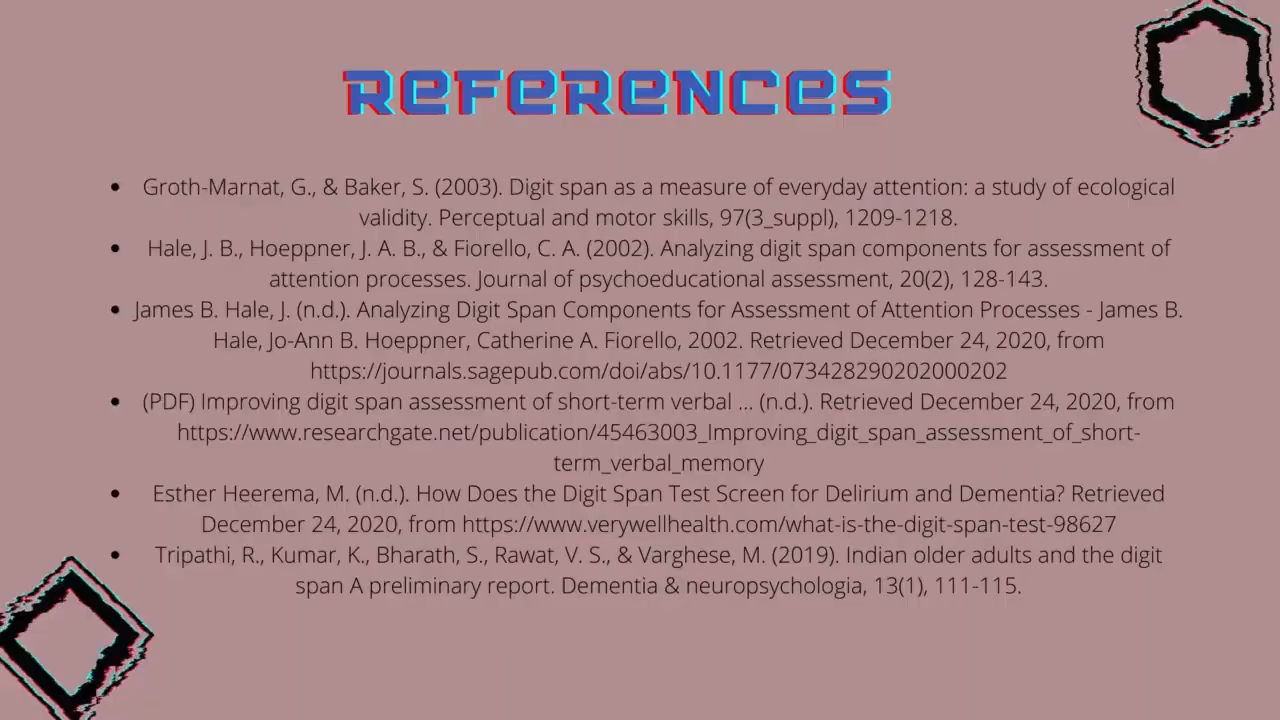 REFERENCES
• Groth-Marnat, G., & Baker, S. (2003). Digit span as a measure of everyday attention: a study of ecological
validity. Perceptual and motor skills, 97(3_suppl), 1209-1218.
• Hale, J. B., Hoeppner, J. A. B., & Fiorello, C. A. (2002). Analyzing digit span components for assessment of
attention processes. Journal of psychoeducational assessment, 20(2), 128-143.
• James B. Hale, J. (n.d.). Analyzing Digit Span Components for Assessment of Attention Processes - James B.
Hale, Jo-Ann B. Hoeppner, Catherine A. Fiorello, 2002. Retrieved December 24, 2020, from
https://journals.sagepub.com/doi/abs/10.1177/073428290202000202
• (PDF) Improving digit span assessment of short-term verbal ... (n.d.). Retrieved December 24, 2020, from
https://www.researchgate.net/publication/45463003_Improving_digit_span_assessment_of_short-
term_verbal_memory
• Esther Heerema, M. (n.d.). How Does the Digit Span Test Screen for Delirium and Dementia? Retrieved
December 24, 2020, from https://www.verywellhealth.com/what-is-the-digit-span-test-98627
• Tripathi, R., Kumar, K., Bharath, S., Rawat, V. S., & Varghese, M. (2019). Indian older adults and the digit
span A preliminary report. Dementia & neuropsychologia, 13(1), 111-115.